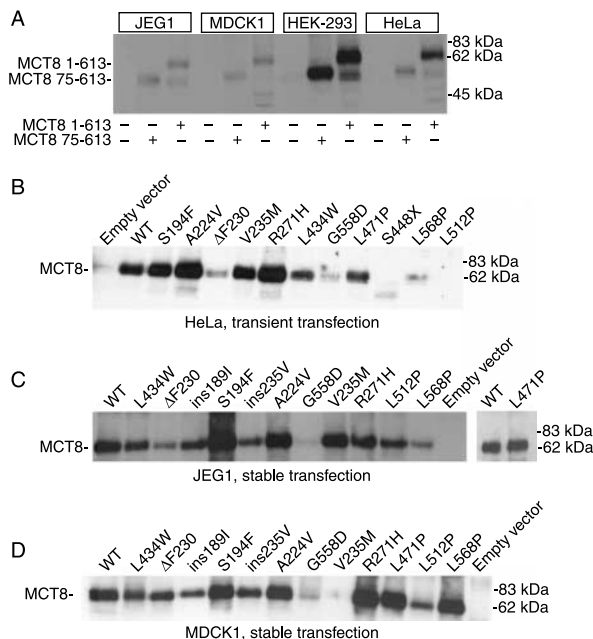 A
JEG1 MDCK1 HEK-293 HeLa
-83 kDa
MCT8 1-613- -62 kDa
MCT8 75-613-
-45 kDa
MCT8 1-613 – – + – – + – – + – – +
MCT8 75-613 – + – – + – – + – – + –
B
Empty vector WT S194F A224V ΔF230 V235M R271H L434W G558D L471P S448X L568P L512P
-83 kDa
MCT8- -62 kDa
HeLa, transient transfection
C
WT L434W ΔF230 ins189I S194F ins235V A224V G558D V235M R271H L512P L568P Empty vector WT L471P
-83 kDa
MCT8- -62 kDa
JEG1, stable transfection
D
WT L434W ΔF230 ins189I S194F ins235V A224V G558D V235M R271H L471P L512P L568P Empty vector
MCT8- -83 kDa
-62 kDa
MDCK1, stable transfection